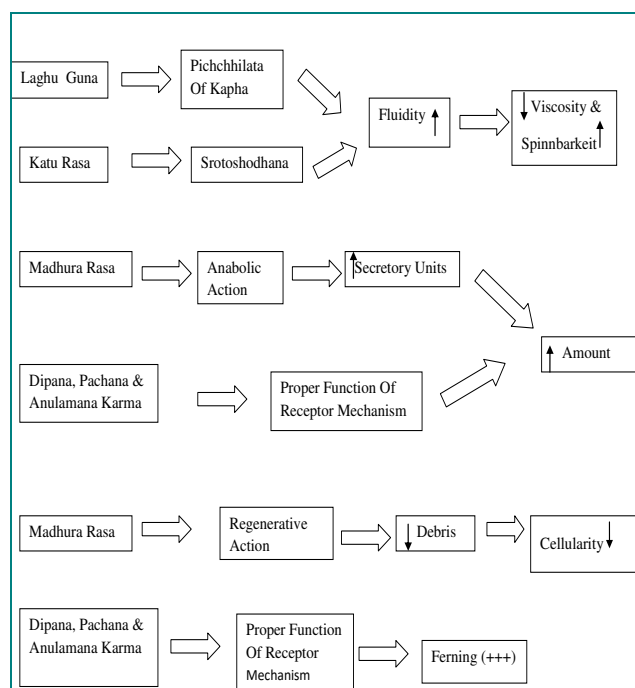 Laghu Guna
Pichchhilata
Of Kapha
Fluidity
Viscosity &
Spinnbarkeit
Katu Rasa
Srotoshodhana
Madhura Rasa
Anabolic
Action
Secretory Units
Amount
Dipana, Pachana &
Anulamana Karma
Proper Function Of
Receptor Mechanism
Madhura Rasa
Regenerative
Action
Debris
Cellularity
Dipana, Pachana &
Anulamana Karma
Proper Function
Of Receptor
Mechanism
Ferning (+++)